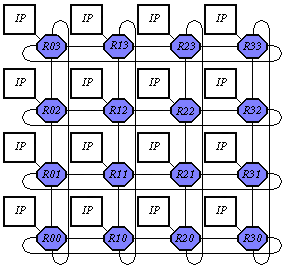 IP IP IP IP
R03 R13 R23 R33
IP IP IP IP
R02 R12 R22 R32
IP IP IP IP
R01 R11 R21 R31
IP IP IP IP
R00 R10 R20 R30